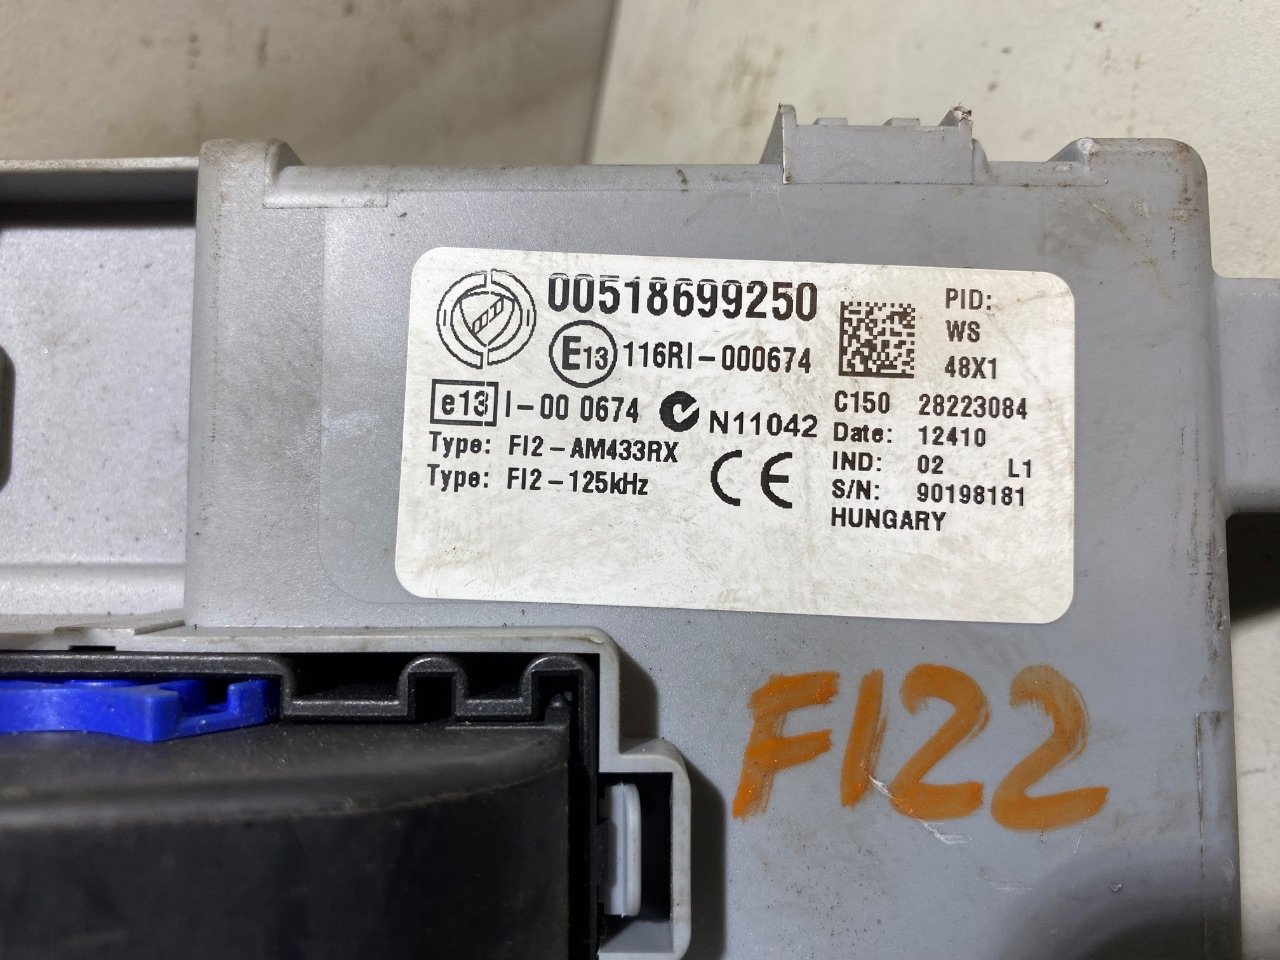 00518699250
E13 116RI-000674
e13 I-00 0674 N11042
Type: FI2-AM433RX
Type: FI2-125kHz
CE
PID:
WS
48X1
C150 28223084
Date: 12410
IND: 02 L1
S/N: 90198181
HUNGARY
FI22